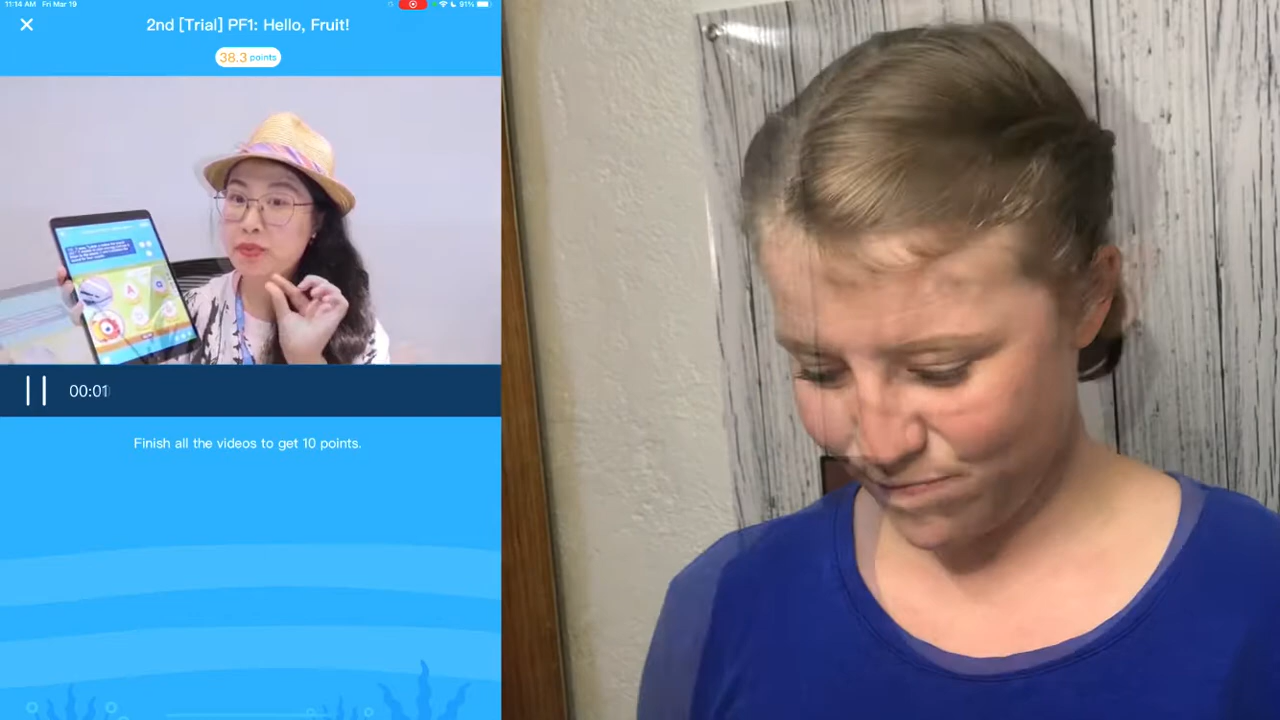 11:14 AM Fri Mar 19
91%
2nd [Trial] PF1: Hello, Fruit!
38.3 points
00:01
Finish all the videos to get 10 points.